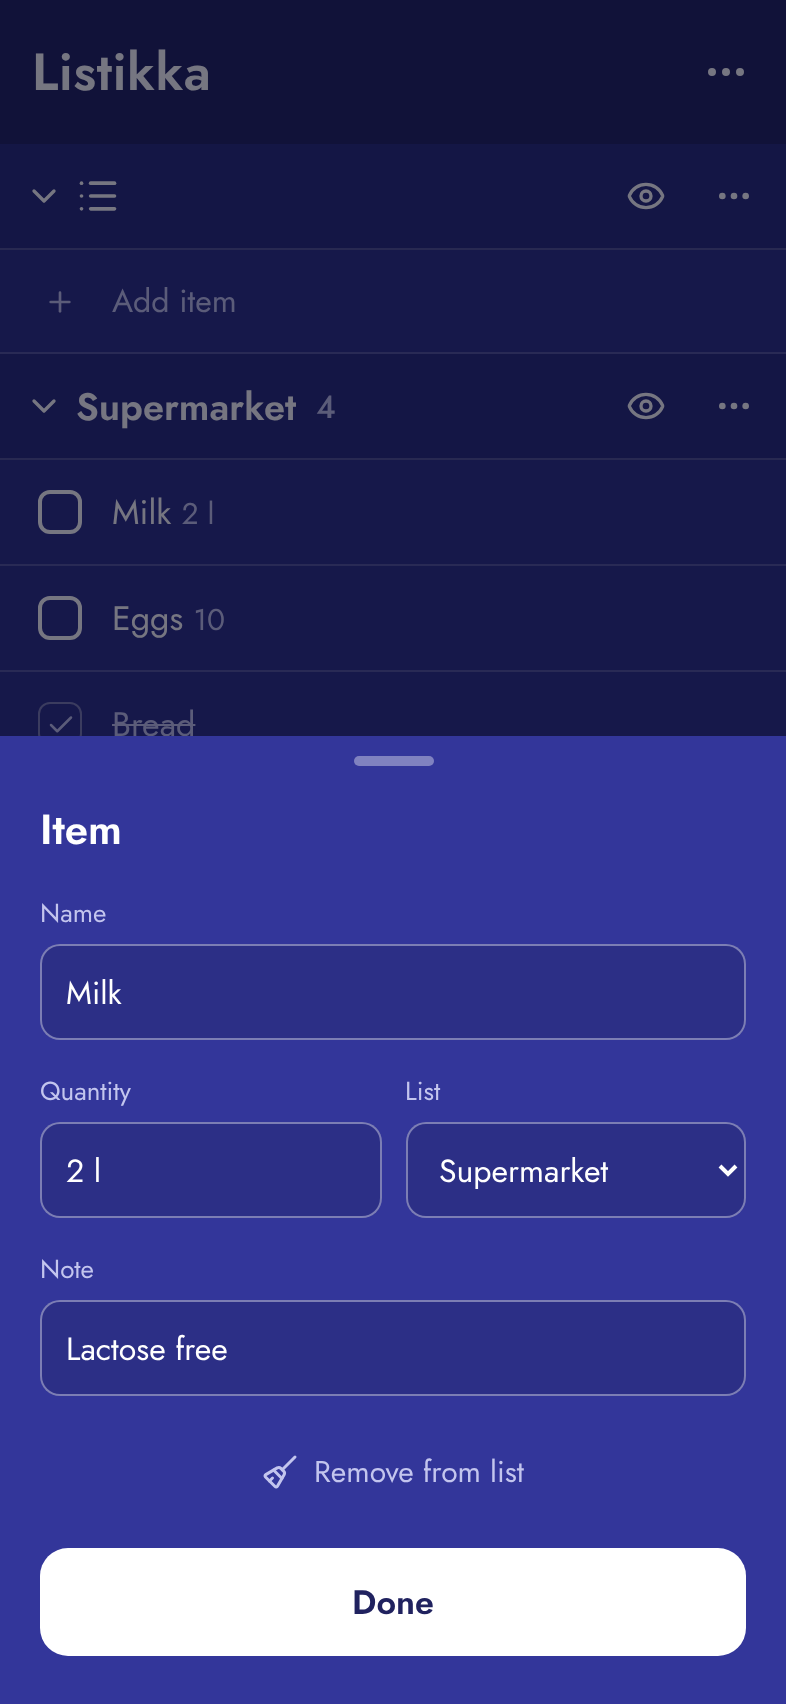 Listikka
Add item
Supermarket 4
Milk 2 l
Eggs 10
Bread
Item
Name
Milk
Quantity
List
2 l
Supermarket
Note
Lactose free
Remove from list
Done